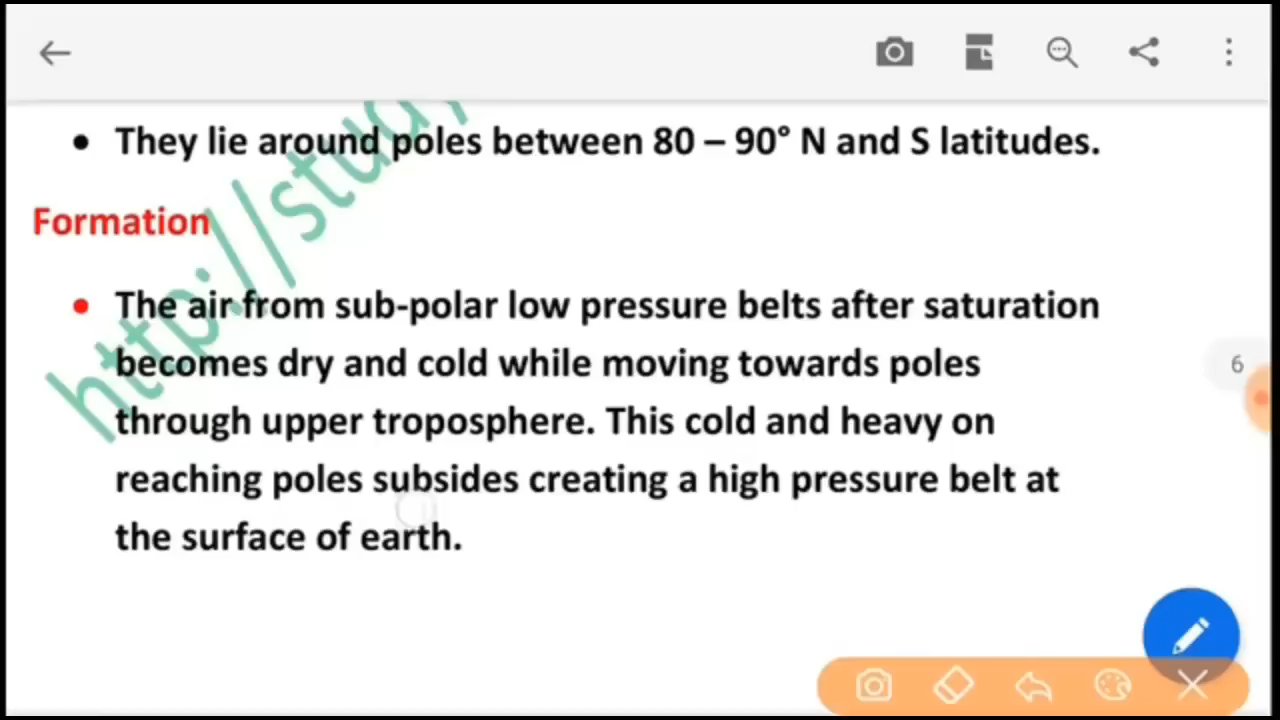 • They lie around poles between 80 – 90° N and S latitudes.
Formation
• The air from sub-polar low pressure belts after saturation
becomes dry and cold while moving towards poles
through upper troposphere. This cold and heavy on
reaching poles subsides creating a high pressure belt at
the surface of earth.
6
http://study